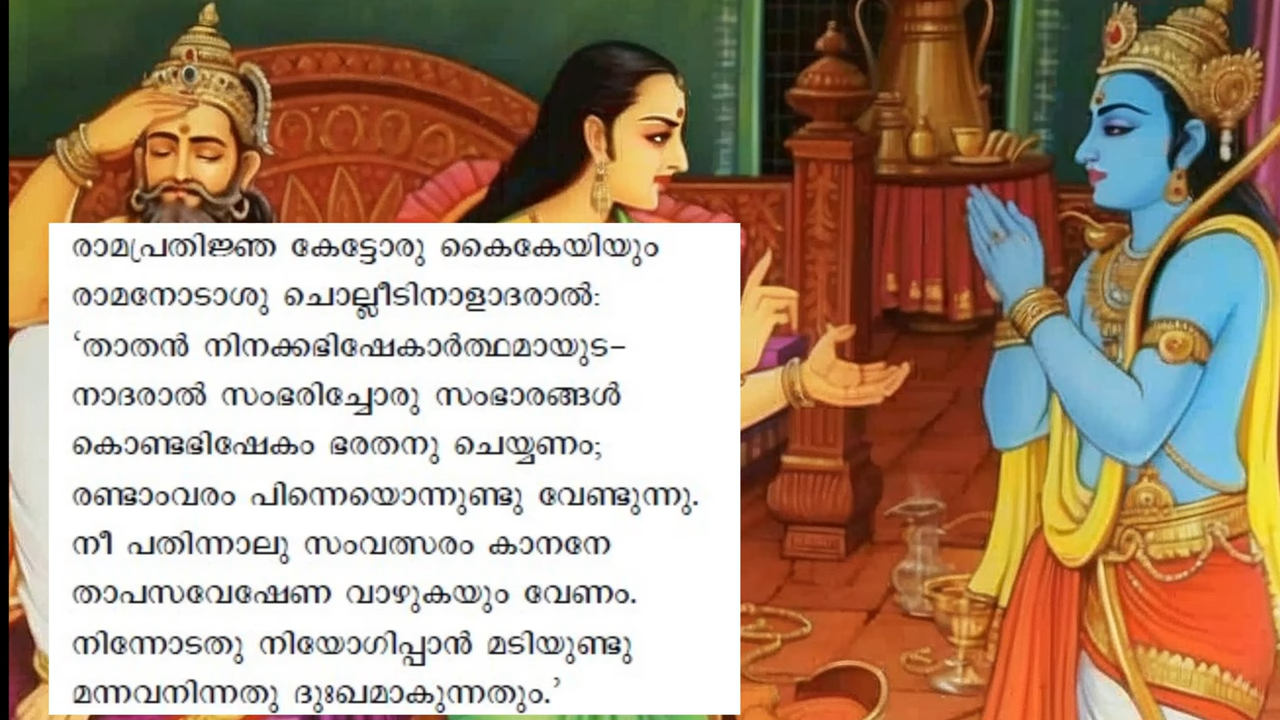 രാമപ്രതിജ്ഞ കേട്ടോരു കൈകേയിയും
രാമനോടാശു ചൊല്ലീടിനാളാദരാൽ:
‘താതൻ നിനക്കഭിഷേകാർത്ഥമായുട–
നാദരാൽ സംഭരിച്ചോരു സംഭാരങ്ങൾ
കൊണ്ടഭിഷേകം ഭരതനു ചെയ്യണം;
രണ്ടാംവരം പിന്നെയൊന്നുണ്ടു വേണ്ടുന്നു.
നീ പതിന്നാലു സംവത്സരം കാനനേ
താപസവേഷേണ വാഴുകയും വേണം.
നിന്നോടതു നിയോഗിപ്പാൻ മടിയുണ്ടു
മന്നവനിന്നതു ദുഃഖമാകുന്നതും.’